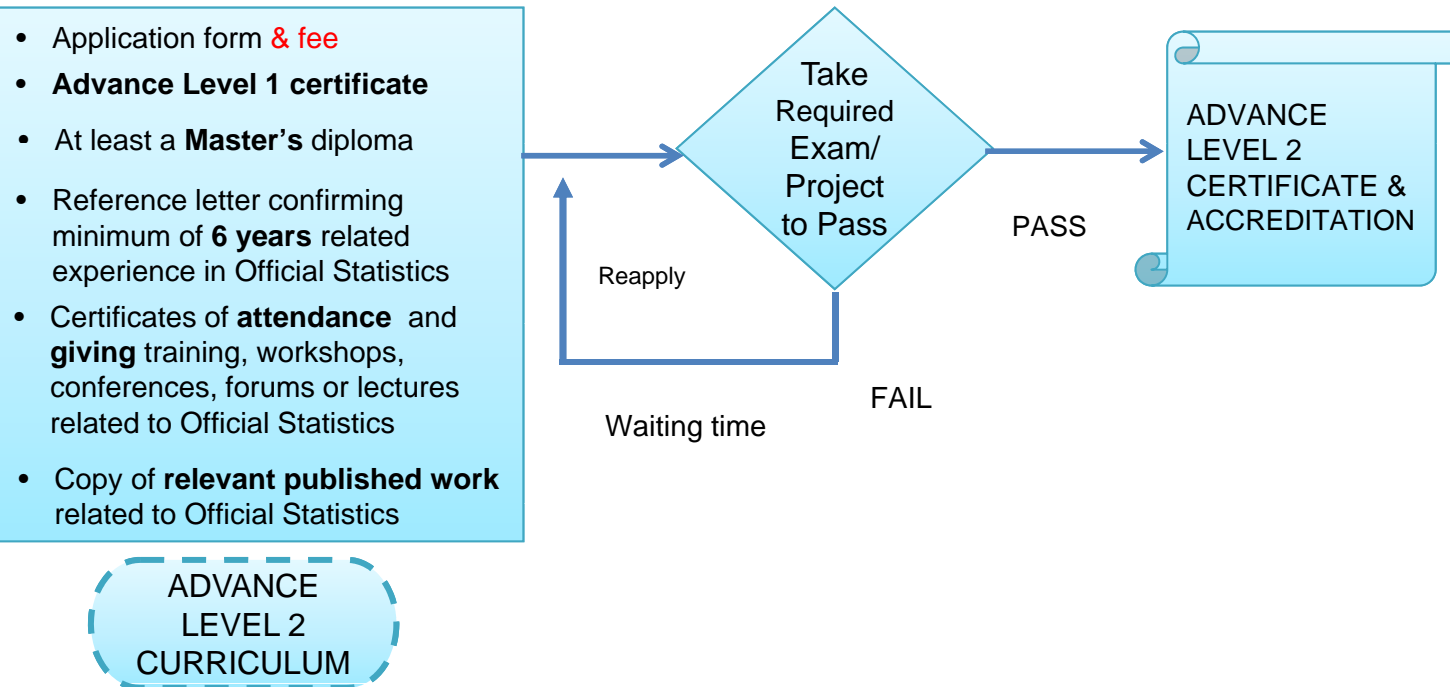 • Application form & fee
• Advance Level 1 certificate
• At least a Master’s diploma
• Reference letter confirming
minimum of 6 years related
experience in Official Statistics
• Certificates of attendance and
giving training, workshops,
conferences, forums or lectures
related to Official Statistics
• Copy of relevant published work
related to Official Statistics
Take
Required
Exam/
Project
to Pass
PASS
ADVANCE
LEVEL 2
CERTIFICATE &
ACCREDITATION
Reapply
FAIL
Waiting time
ADVANCE
LEVEL 2
CURRICULUM